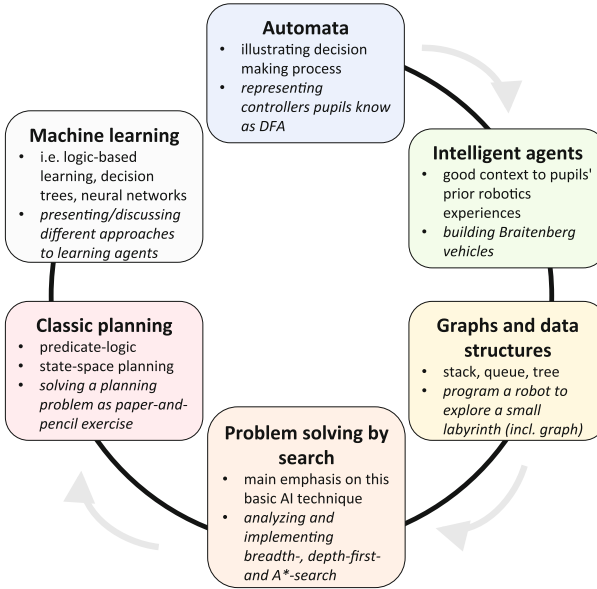 Automata
• illustrating decision
making process
• representing
controllers pupils know
as DFA
Intelligent agents
• good context to pupils'
prior robotics
experiences
• building Braitenberg
vehicles
Graphs and data
structures
• stack, queue, tree
• program a robot to
explore a small
labyrinth (incl. graph)
Problem solving by
search
• main emphasis on this
basic AI technique
• analyzing and
implementing
breadth-, depth-first-
and A*-search
Classic planning
• predicate-logic
• state-space planning
• solving a planning
problem as paper-and-
pencil exercise
Machine learning
• i.e. logic-based
learning, decision
trees, neural networks
• presenting/discussing
different approaches
to learning agents